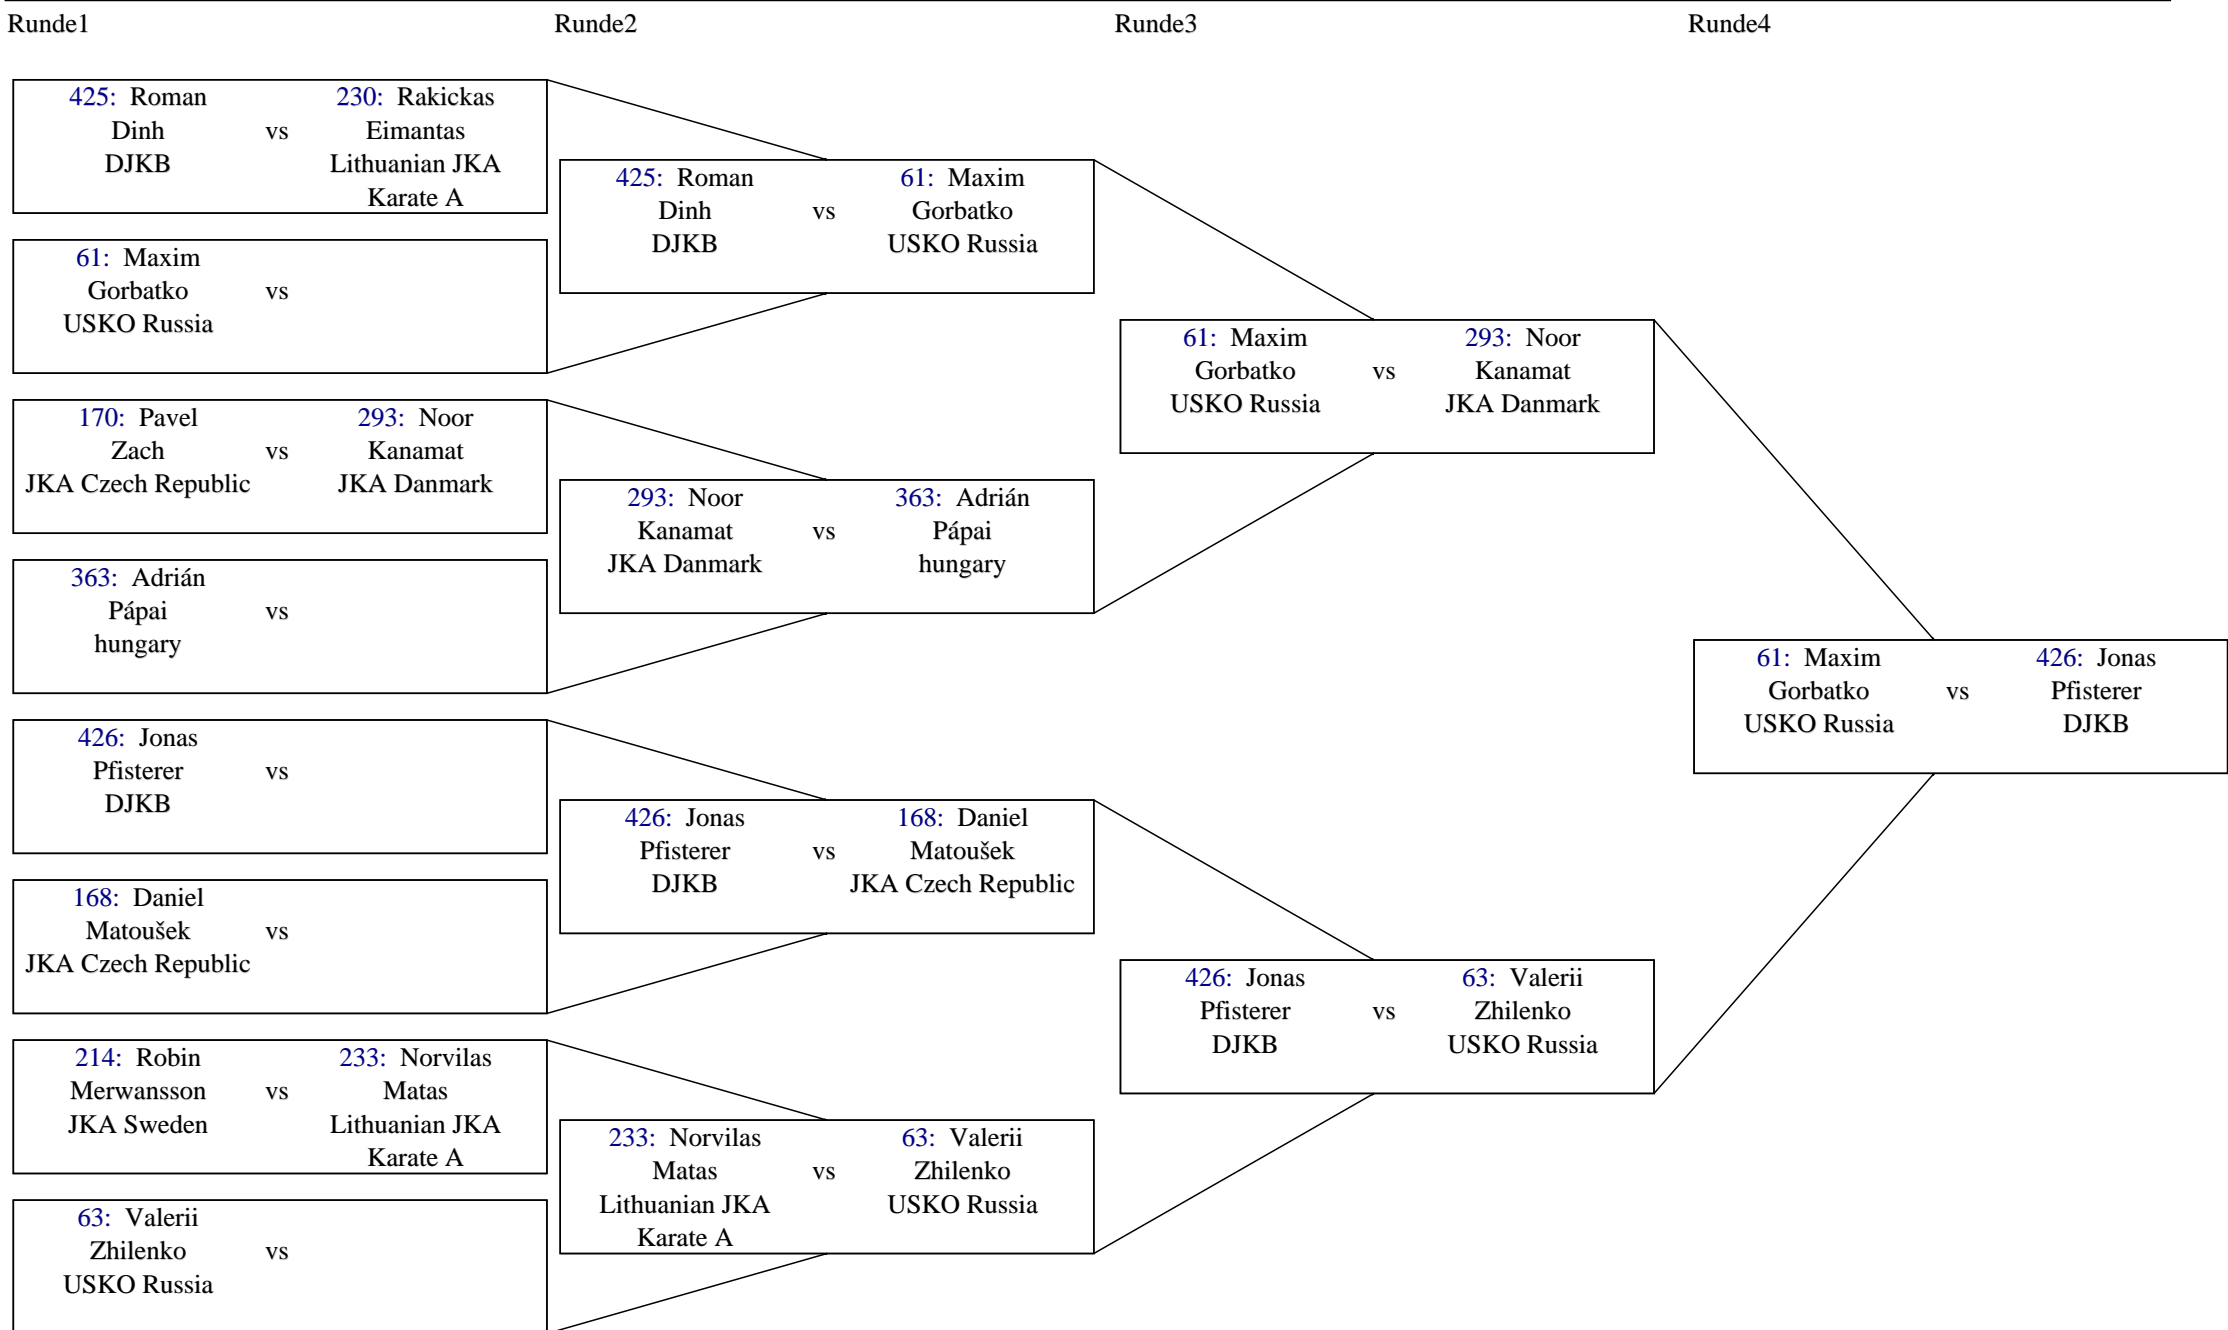 Runde1
Runde2
Runde3
Runde4
425: Roman
Dinh
DJKB
vs
230: Rakickas
Eimantas
Lithuanian JKA
Karate A
61: Maxim
Gorbatko
USKO Russia
vs
170: Pavel
Zach
JKA Czech Republic
vs
293: Noor
Kanamat
JKA Danmark
363: Adrián
Pápai
hungary
vs
426: Jonas
Pfisterer
DJKB
vs
168: Daniel
Matoušek
JKA Czech Republic
vs
214: Robin
Merwansson
JKA Sweden
vs
233: Norvilas
Matas
Lithuanian JKA
Karate A
63: Valerii
Zhilenko
USKO Russia
vs
425: Roman
Dinh
DJKB
vs
61: Maxim
Gorbatko
USKO Russia
293: Noor
Kanamat
JKA Danmark
vs
363: Adrián
Pápai
hungary
426: Jonas
Pfisterer
DJKB
vs
168: Daniel
Matoušek
JKA Czech Republic
233: Norvilas
Matas
Lithuanian JKA
Karate A
vs
63: Valerii
Zhilenko
USKO Russia
61: Maxim
Gorbatko
USKO Russia
vs
293: Noor
Kanamat
JKA Danmark
426: Jonas
Pfisterer
DJKB
vs
63: Valerii
Zhilenko
USKO Russia
61: Maxim
Gorbatko
USKO Russia
vs
426: Jonas
Pfisterer
DJKB